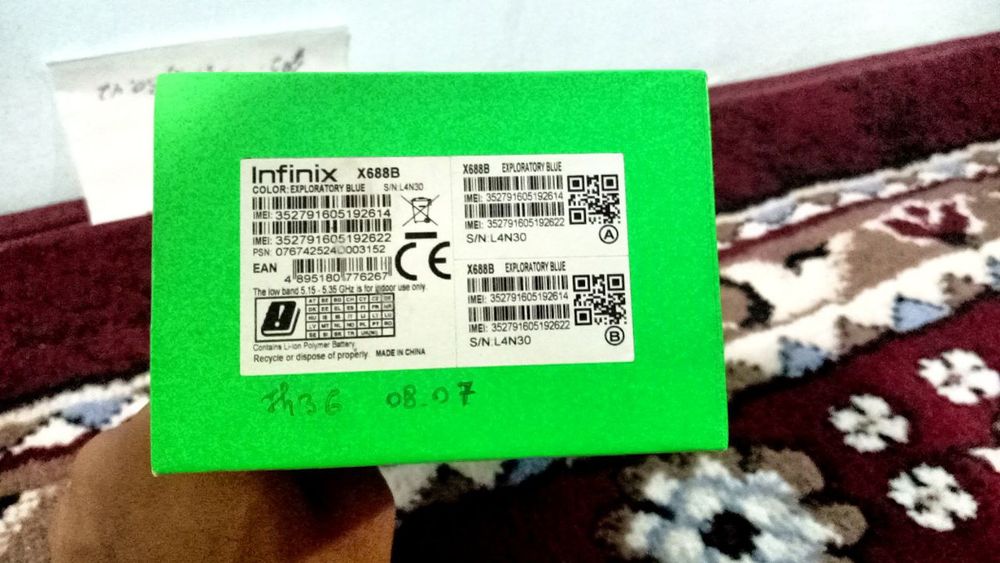 Infinix X688B
COLOR: EXPLORATORY BLUE S/N:L4N30
IMEI: 352791605192614
IMEI: 352791605192622
PSN: 0767425240003152
EAN
4 895180 776267
The low band 5.15 - 5.35 GHz is for indoor use only
Contains Li-ion Polymer Battery.
Recycle or dispose of properly. MADE IN CHINA
X688B EXPLORATORY BLUE
IMEI: 352791605192614
IMEI: 352791605192622
S/N:L4N30
A
X688B EXPLORATORY BLUE
IMEI: 352791605192614
IMEI: 352791605192622
S/N:L4N30
B
08.07